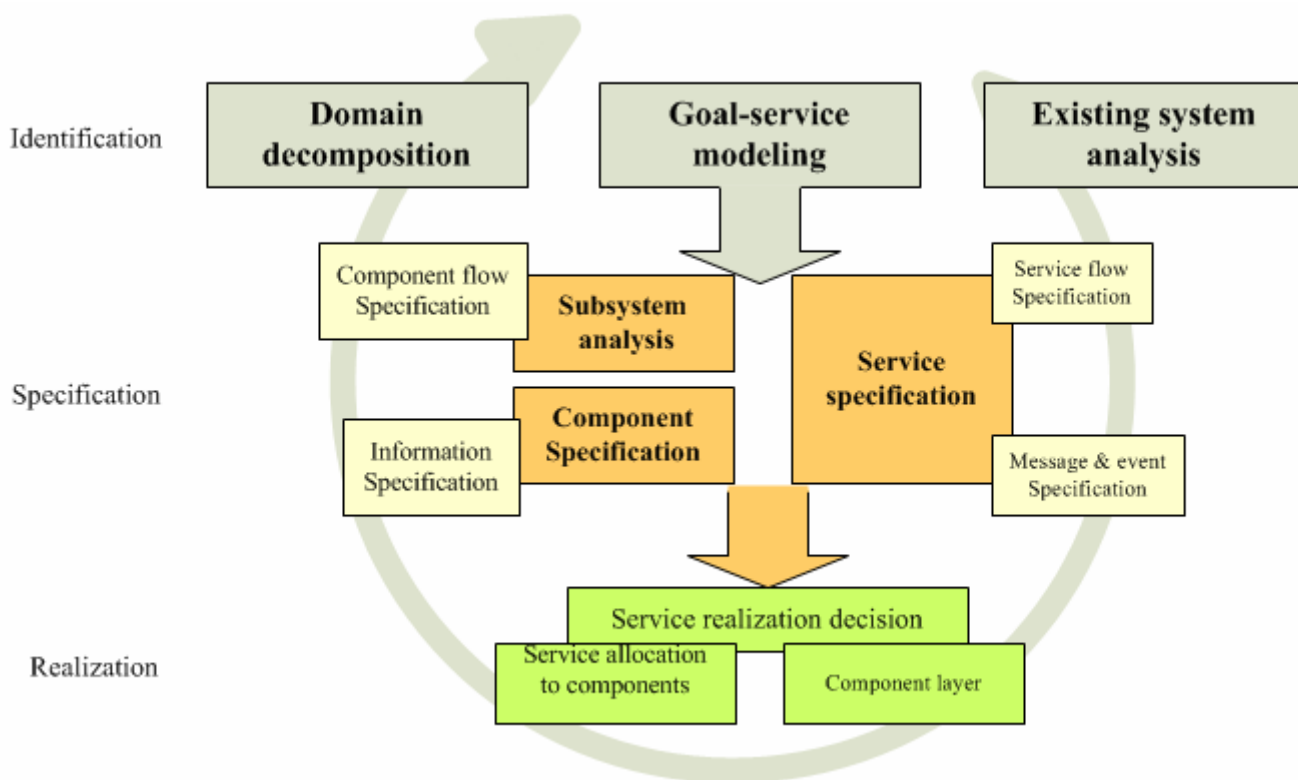 Identification
Domain
decomposition
Goal-service
modeling
Existing system
analysis
Specification
Component flow
Specification
Subsystem
analysis
Component
Specification
Information
Specification
Service
specification
Service flow
Specification
Message & event
Specification
Realization
Service realization decision
Service allocation
to components
Component layer